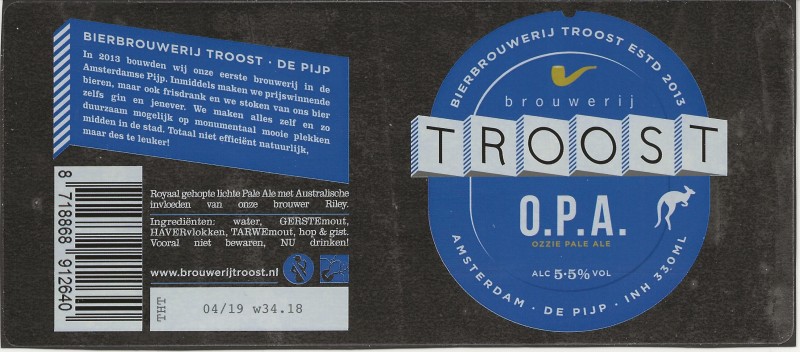 BIERBROUWERIJ TROOST · DE PIJP
In 2013 bouwden wij onze eerste brouwerij in de
Amsterdamse Pijp. Inmiddels maken we prijswinnende
bieren, maar ook frisdrank en we stoken van ons bier
zelfs gin en jenever. We maken alles zelf en zo
duurzaam mogelijk op monumentaal mooie plekken
midden in de stad. Totaal niet efficiënt natuurlijk,
maar des te leuker!
8 718868 912640
Royaal gehopte lichte Pale Ale met Australische
invloeden van onze brouwer Riley.
Ingrediënten: water, GERSTEmout,
HAVERvlokken, TARWEmout, hop & gist.
Vooral niet bewaren, NU drinken!
www.brouwerijtroost.nl
THT 04/19 w34.18
BIERBROUWERIJ TROOST ESTD 2013
brouwerij
TROOST
O.P.A.
OZZIE PALE ALE
ALC 5·5% VOL
AMSTERDAM · DE PIJP · INH 330ML